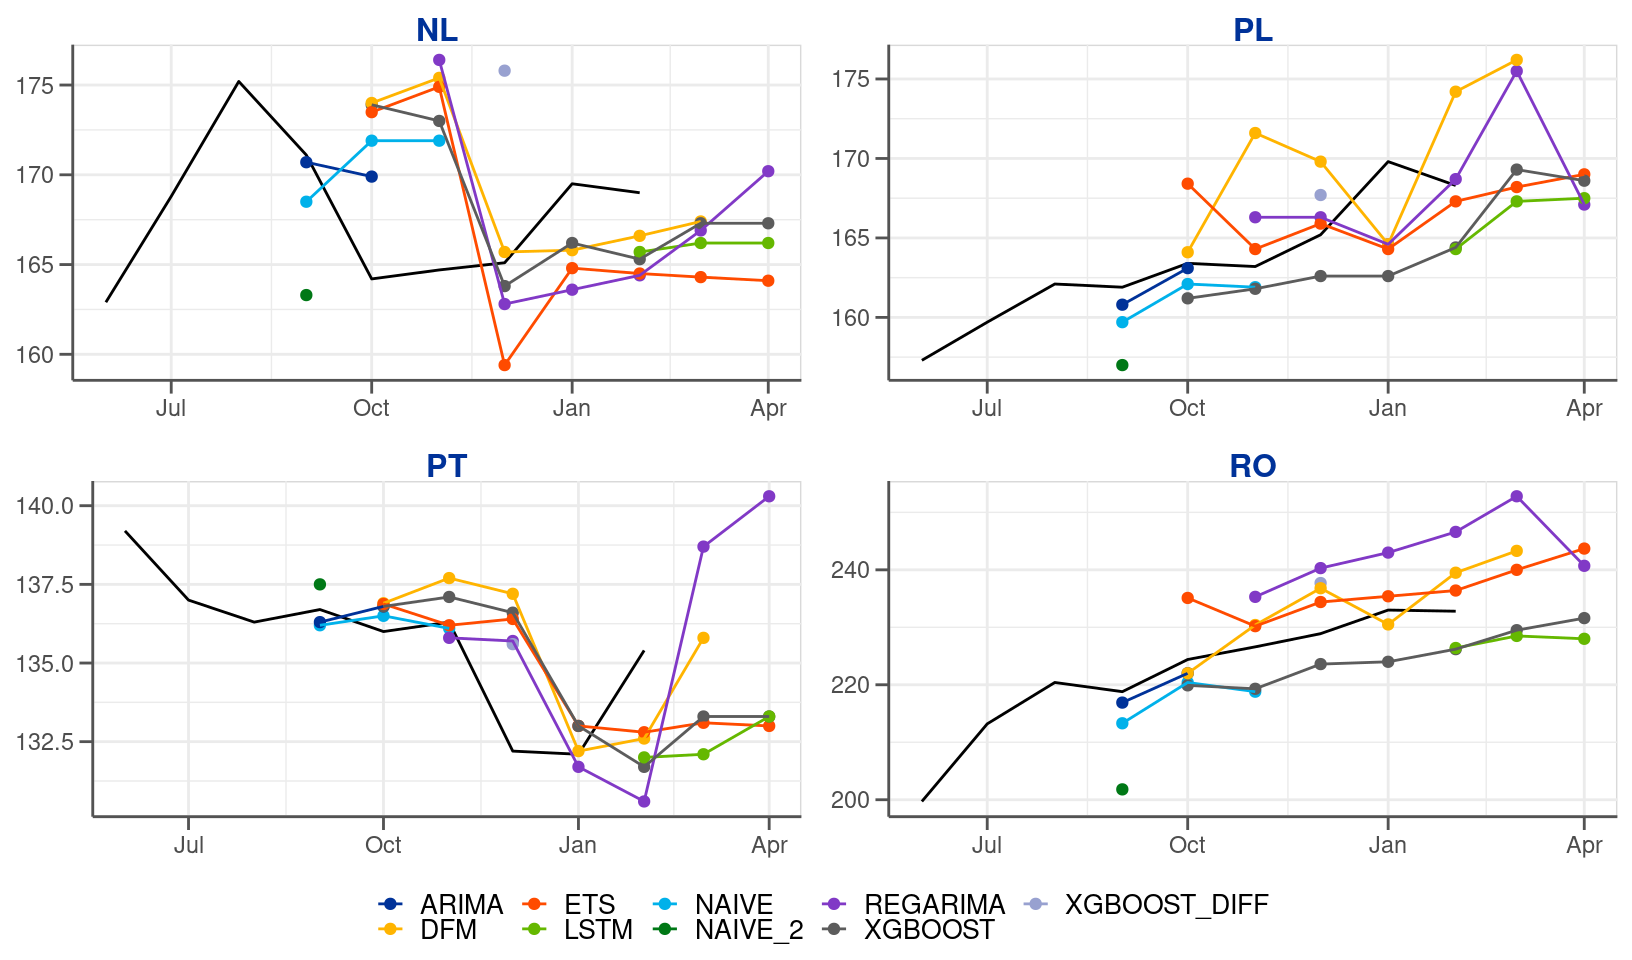 NL
PL
175
170
165
160
Jul
Oct
Jan
Apr
175
170
165
160
Jul
Oct
Jan
Apr
PT
RO
140.0
137.5
135.0
132.5
Jul
Oct
Jan
Apr
240
220
200
Jul
Oct
Jan
Apr
ARIMA ETS NAIVE REGARIMA XGBOOST_DIFF
DFM LSTM NAIVE_2 XGBOOST